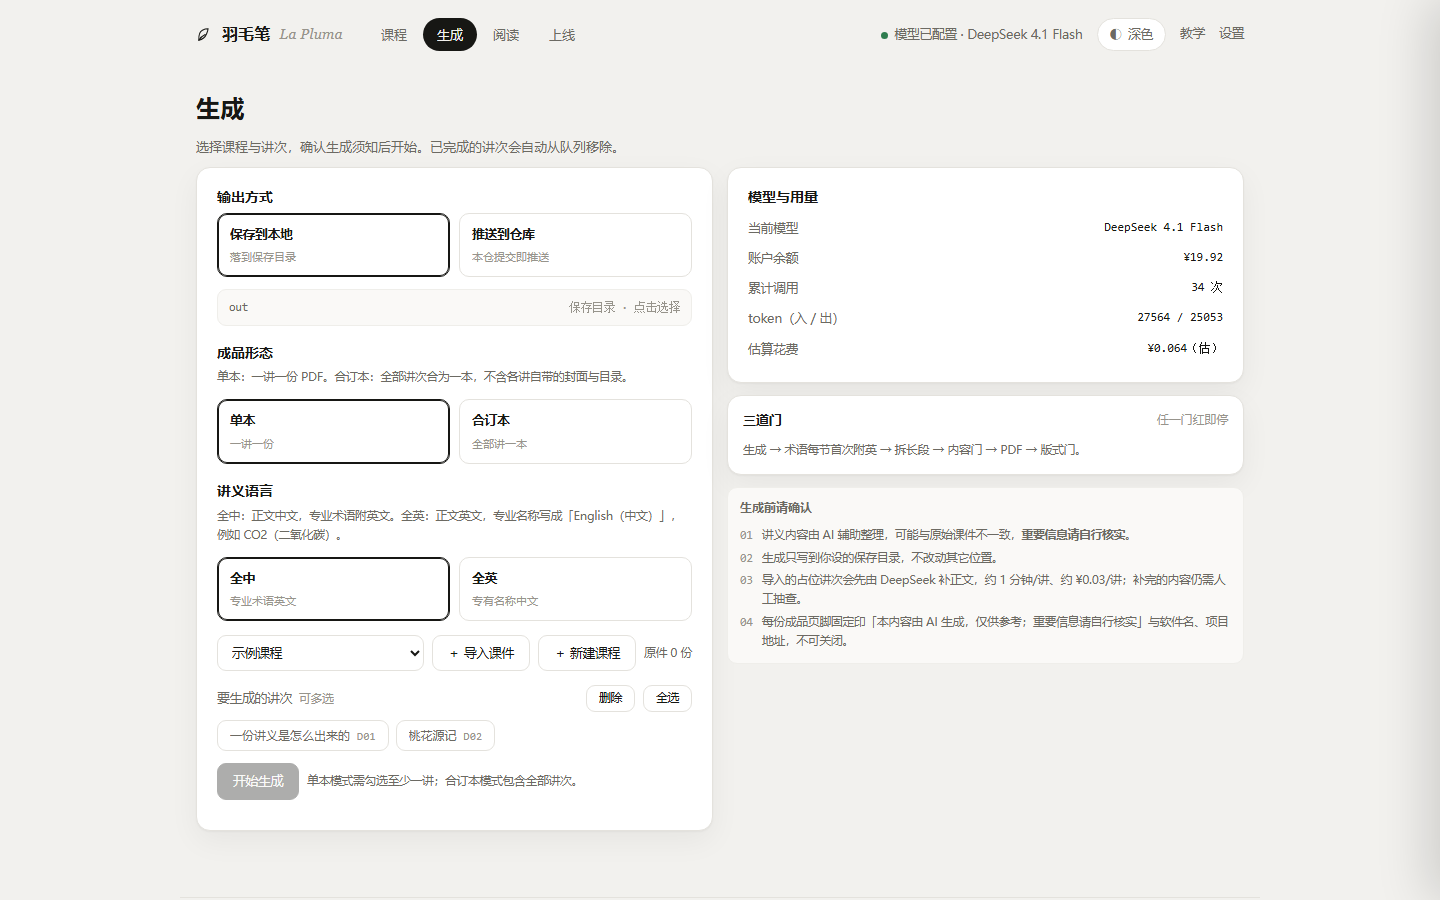 羽毛笔 La Pluma 课程 生成 阅读 上线 模型已配置 · DeepSeek 4.1 Flash 深色 教学 设置
生成
选择课程与讲次，确认生成须知后开始。已完成的讲次会自动从队列移除。
输出方式
保存到本地
落到保存目录
推送到仓库
本仓提交即推送
out 保存目录 · 点击选择
成品形态
单本：一讲一份 PDF。合订本：全部讲次合为一本，不含各讲自带的封面与目录。
单本
一讲一份
合订本
全部讲一本
讲义语言
全中：正文中文，专业术语附英文。全英：正文英文，专业名称写成「English（中文）」，
例如 CO2（二氧化碳）。
全中
专业术语英文
全英
专有名称中文
示例课程 + 导入课件 + 新建课程 原件 0 份
要生成的讲次 可多选 删除 全选
一份讲义是怎么出来的 D01 桃花源记 D02
开始生成 单本模式需勾选至少一讲；合订本模式包含全部讲次。
模型与用量
当前模型 DeepSeek 4.1 Flash
账户余额 ¥19.92
累计调用 34 次
token（入 / 出） 27564 / 25053
估算花费 ¥0.064（估）
三道门 任一门红即停
生成 → 术语每节首次附英 → 拆长段 → 内容门 → PDF → 版式门。
生成前请确认
01 讲义内容由 AI 辅助整理，可能与原始课件不一致，重要信息请自行核实。
02 生成只写到你设的保存目录，不改动其它位置。
03 导入的占位讲次会先由 DeepSeek 补正文，约 1 分钟/讲、约 ¥0.03/讲；补完的内容仍需人
工抽查。
04 每份成品页脚固定印「本内容由 AI 生成，仅供参考；重要信息请自行核实」与软件名、项目
地址，不可关闭。